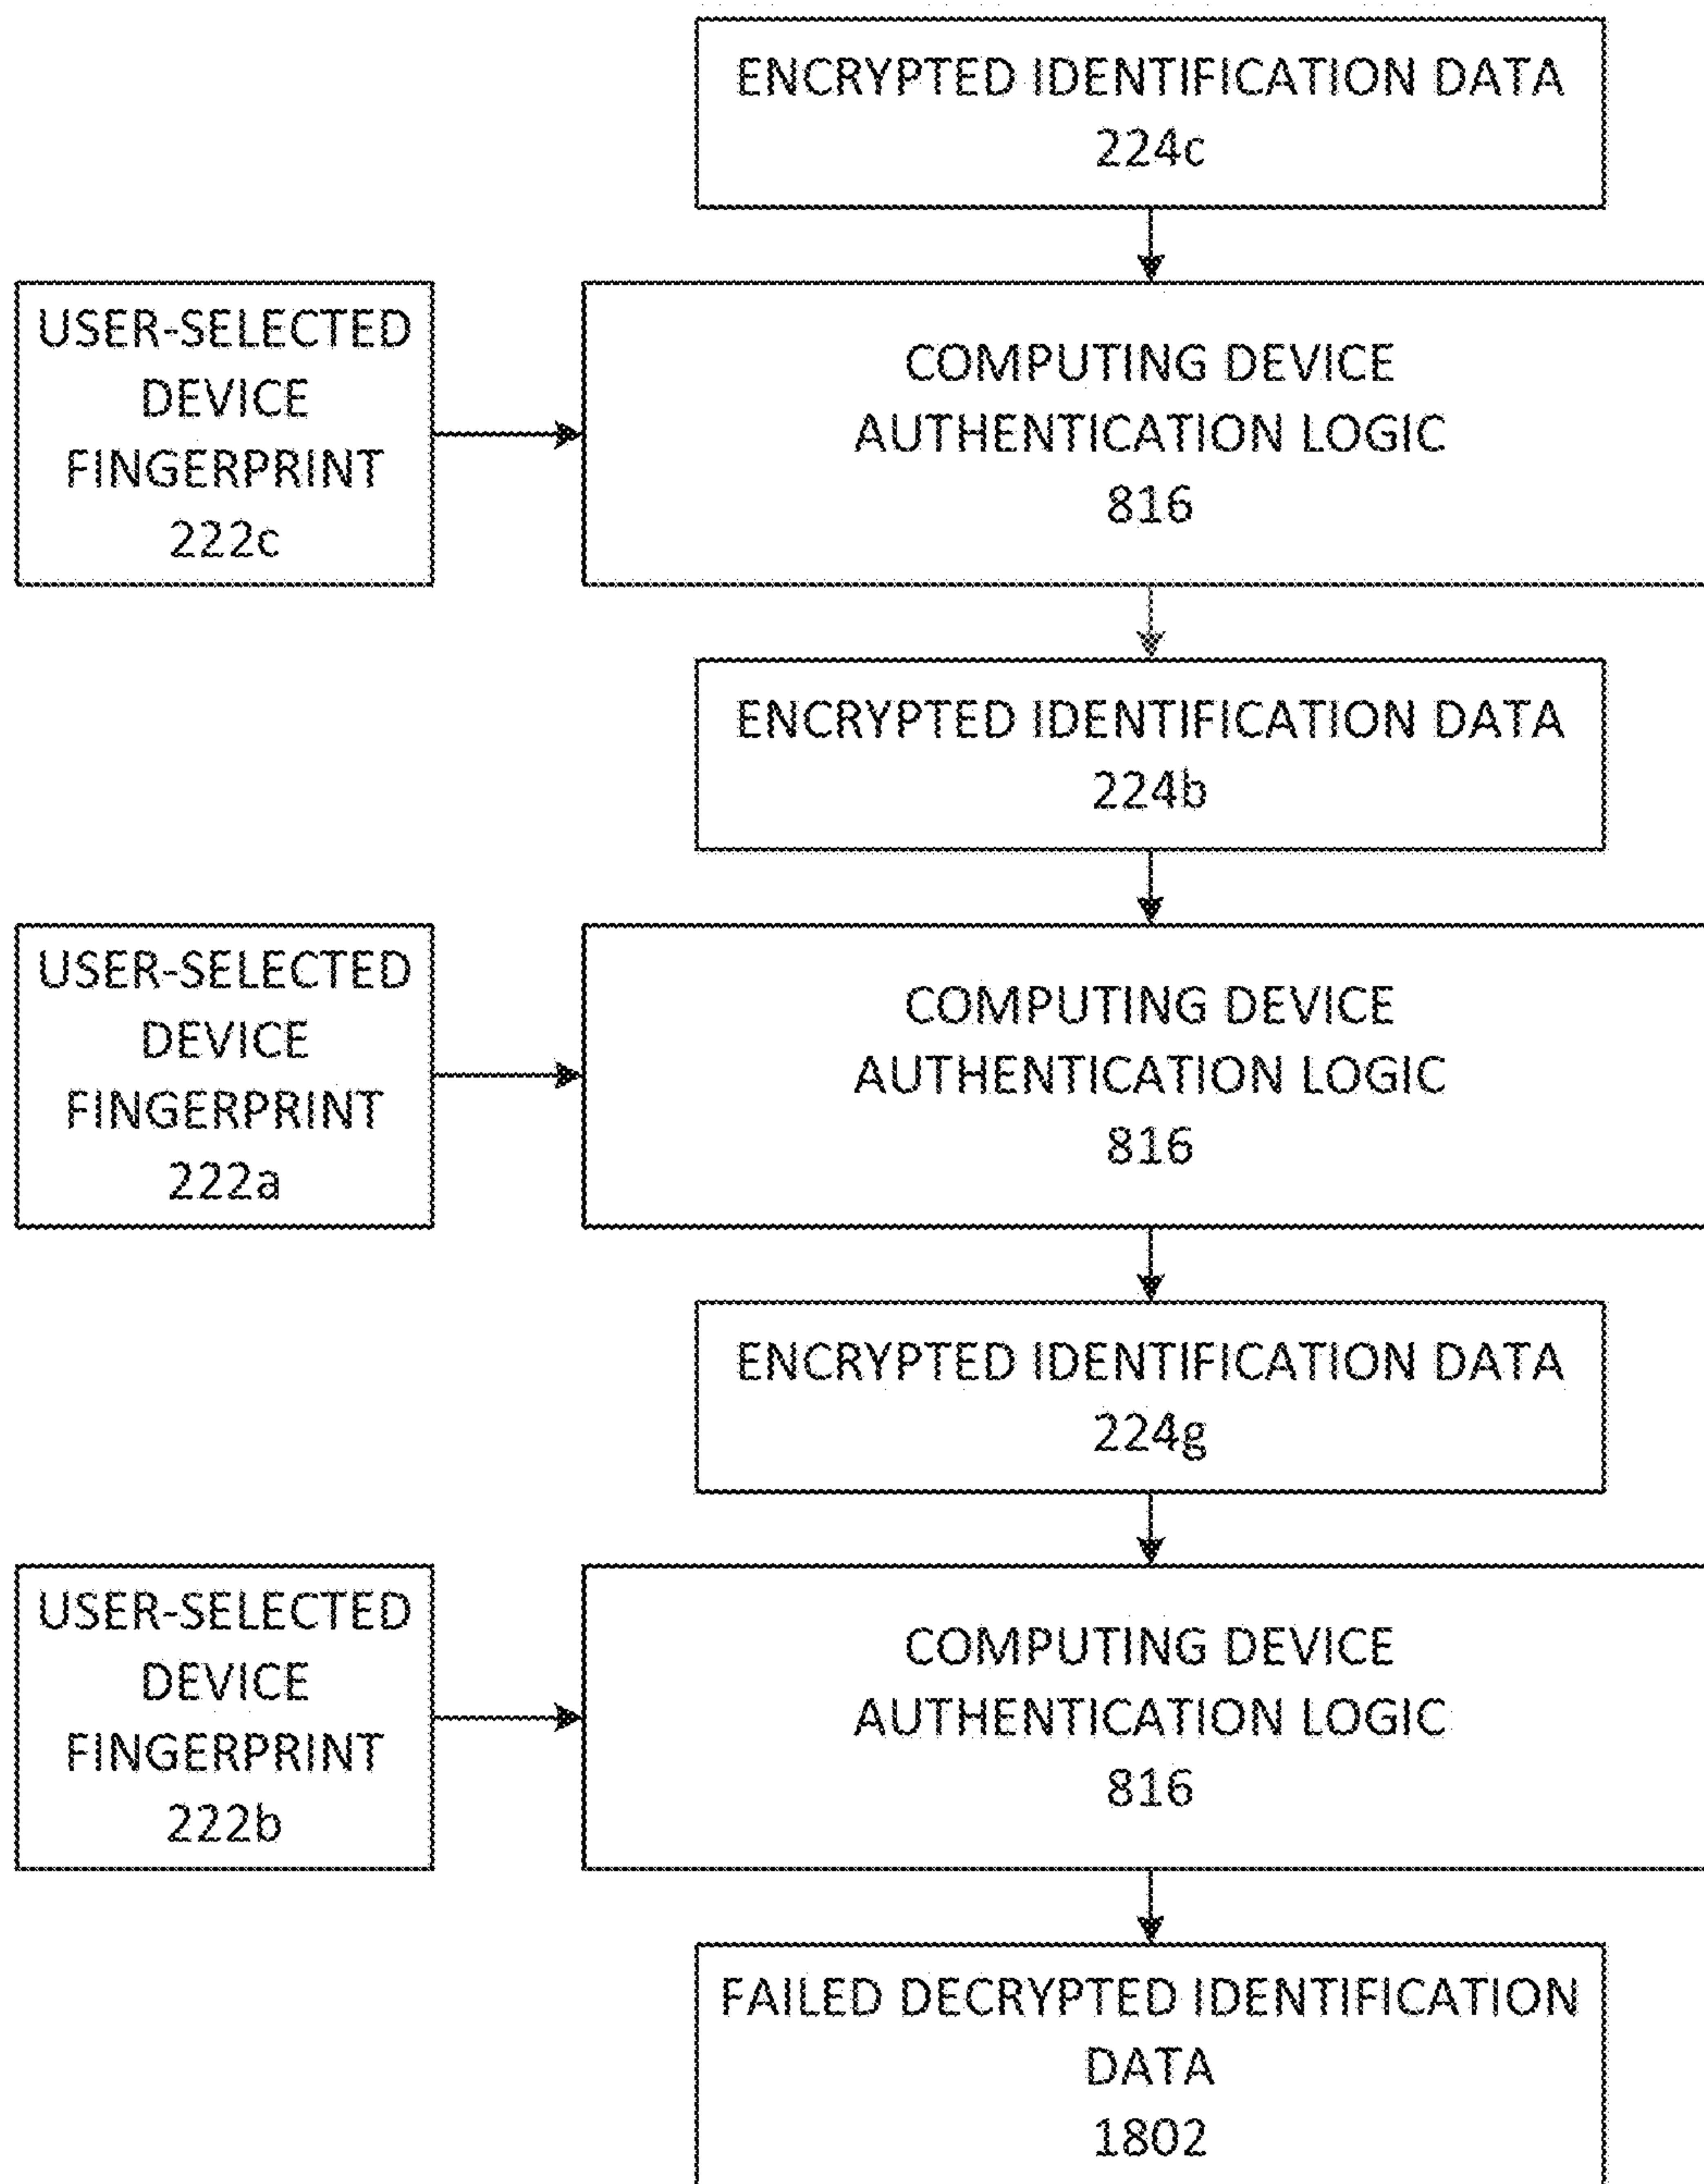 ENCRYPTED IDENTIFICATION DATA
224c
USER-SELECTED
DEVICE
FINGERPRINT
222c
COMPUTING DEVICE
AUTHENTICATION LOGIC
816
ENCRYPTED IDENTIFICATION DATA
224b
USER-SELECTED
DEVICE
FINGERPRINT
222a
COMPUTING DEVICE
AUTHENTICATION LOGIC
816
ENCRYPTED IDENTIFICATION DATA
224g
USER-SELECTED
DEVICE
FINGERPRINT
222b
COMPUTING DEVICE
AUTHENTICATION LOGIC
816
FAILED DECRYPTED IDENTIFICATION
DATA
1802